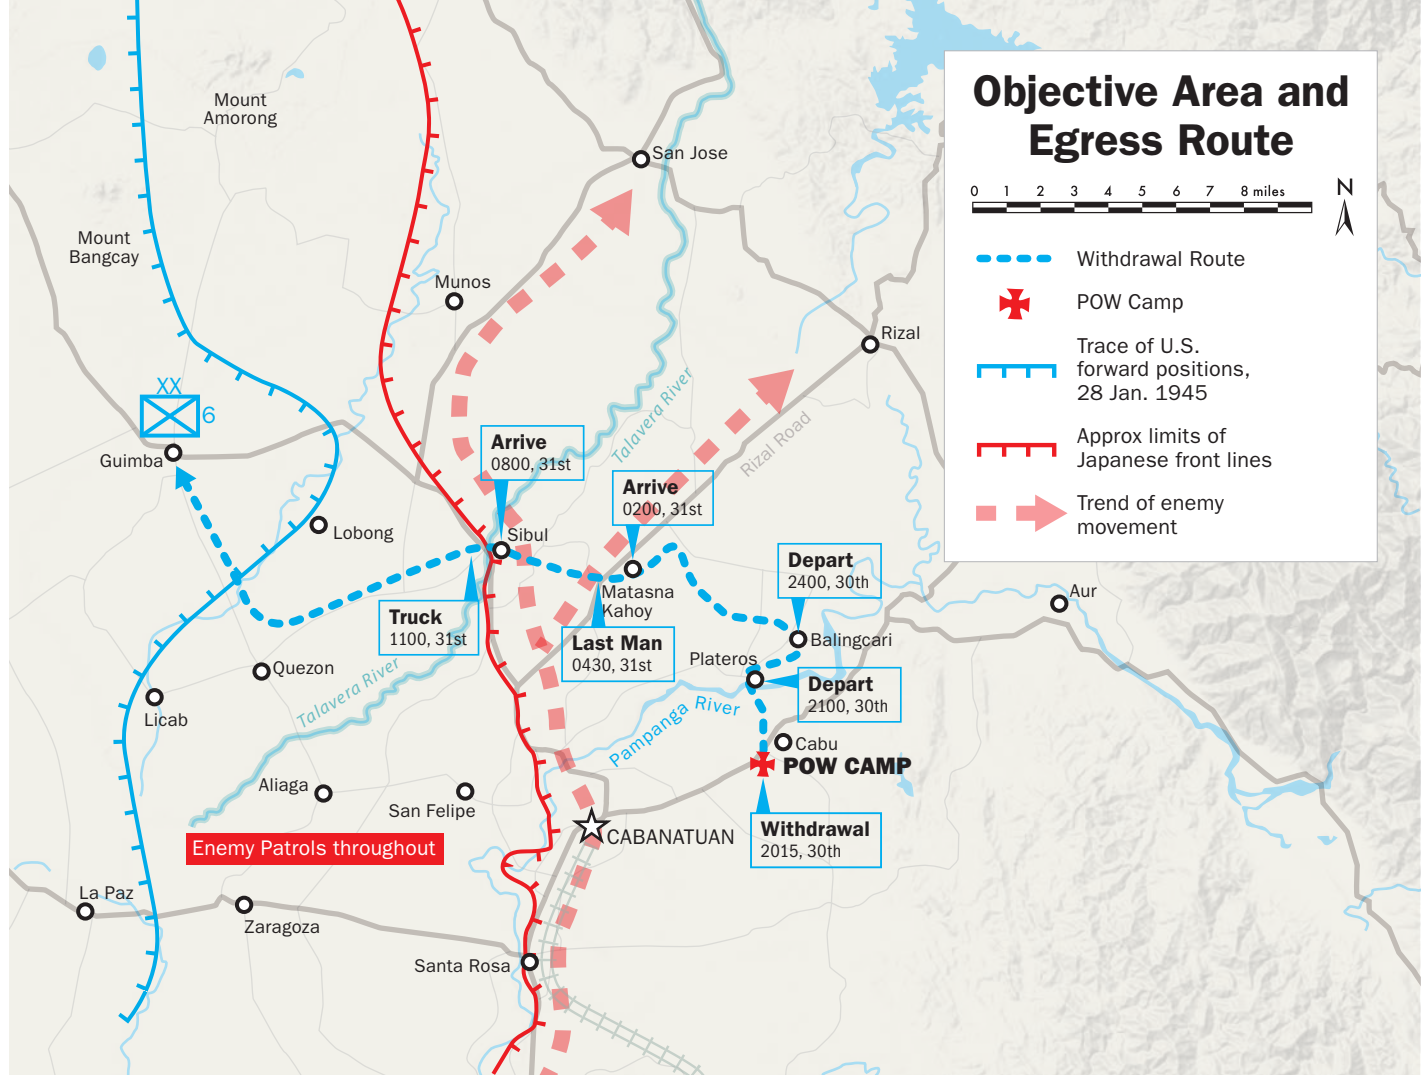 Objective Area and
Egress Route
0 1 2 3 4 5 6 7 8 miles
N
Withdrawal Route
POW Camp
Trace of U.S.
forward positions,
28 Jan. 1945
Approx limits of
Japanese front lines
Trend of enemy
movement
Mount
Amorong
San Jose
Mount
Bangcay
Munos
Rizal
XX
6
Talavera River
Rizal Road
Guimba
Arrive
0800, 31st
Arrive
0200, 31st
Lobong
Sibul
Depart
2400, 30th
Matasna
Kahoy
Aur
Truck
1100, 31st
Last Man
0430, 31st
Balingcari
Plateros
Quezon
Depart
2100, 30th
Talavera River
Licab
Pampanga River
Cabu
POW CAMP
Aliaga
San Felipe
CABANATUAN
Withdrawal
2015, 30th
Enemy Patrols throughout
La Paz
Zaragoza
Santa Rosa